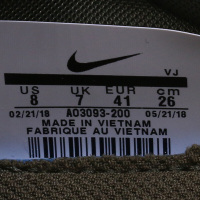 VJ
US UK EUR cm
8 7 41 26
02/21/18 AO3093-200 05/21/18
MADE IN VIETNAM
FABRIQUE AU VIETNAM